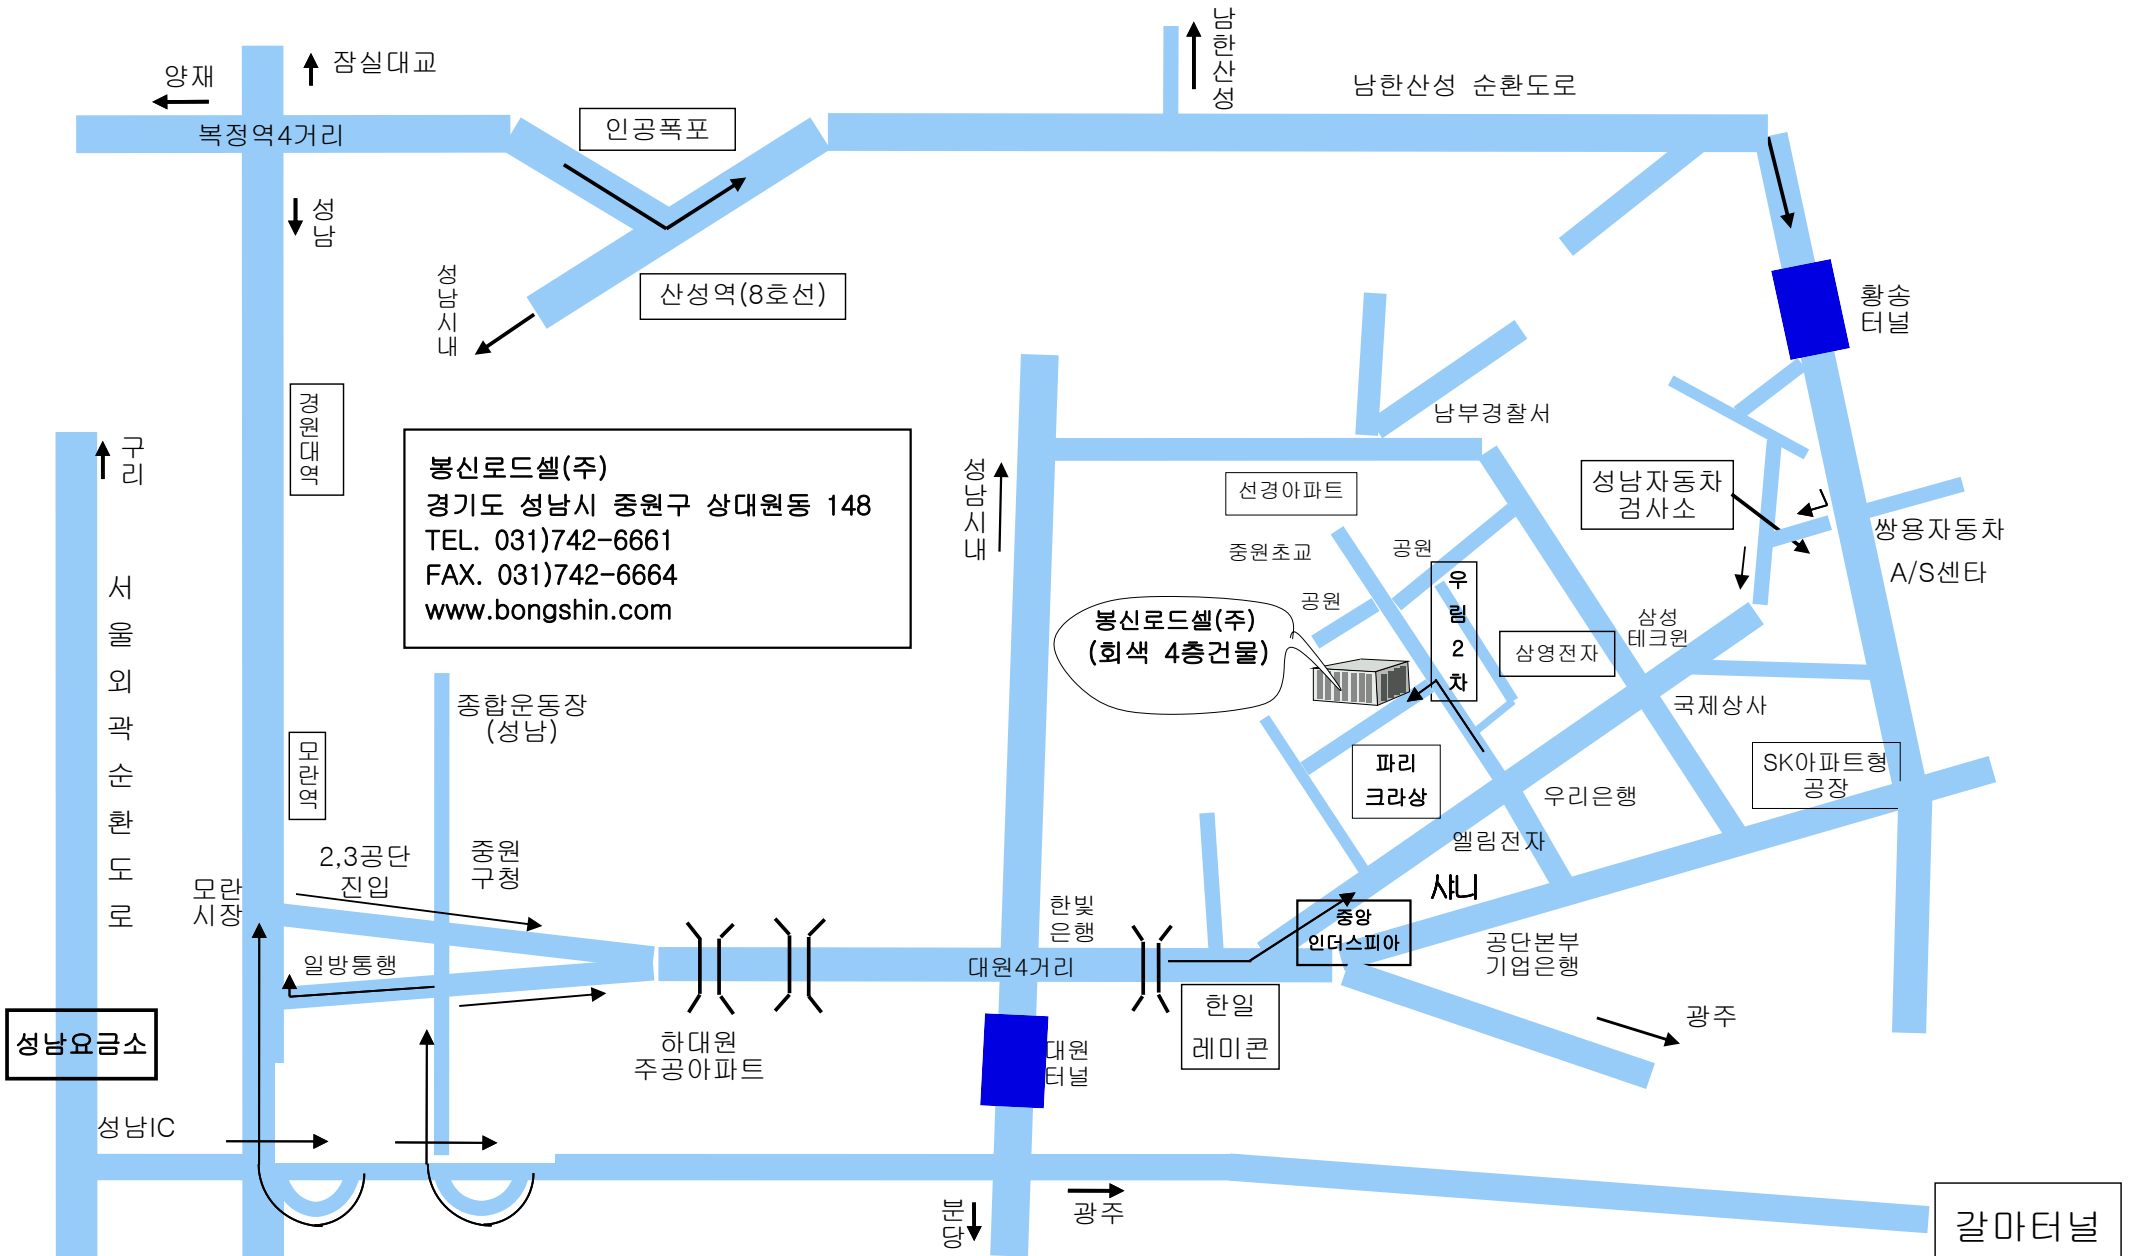 남한산성
양재
잠실대교
남한산성 순환도로
인공폭포
복정역4거리
성남
성남시내
산성역(8호선)
황송
터널
경원대역
구리
남부경찰서
봉신로드셀(주)
경기도 성남시 중원구 상대원동 148
TEL. 031)742-6661
FAX. 031)742-6664
www.bongshin.com
성남시내
선경아파트
성남자동차
검사소
쌍용자동차
A/S센타
중원초교
공원
공원
우림2차
서울외곽순환도로
봉신로드셀(주)
(회색 4층건물)
삼성
테크윈
삼영전자
국제상사
종합운동장
(성남)
모란역
파리
크라상
SK아파트형
공장
우리은행
엘림전자
2,3공단
진입
중원
구청
모란
시장
샤니
한빛
은행
중앙
인더스피아
공단본부
기업은행
일방통행
대원4거리
한일
레미콘
광주
성남요금소
하대원
주공아파트
대원
터널
성남IC
분당
광주
갈마터널